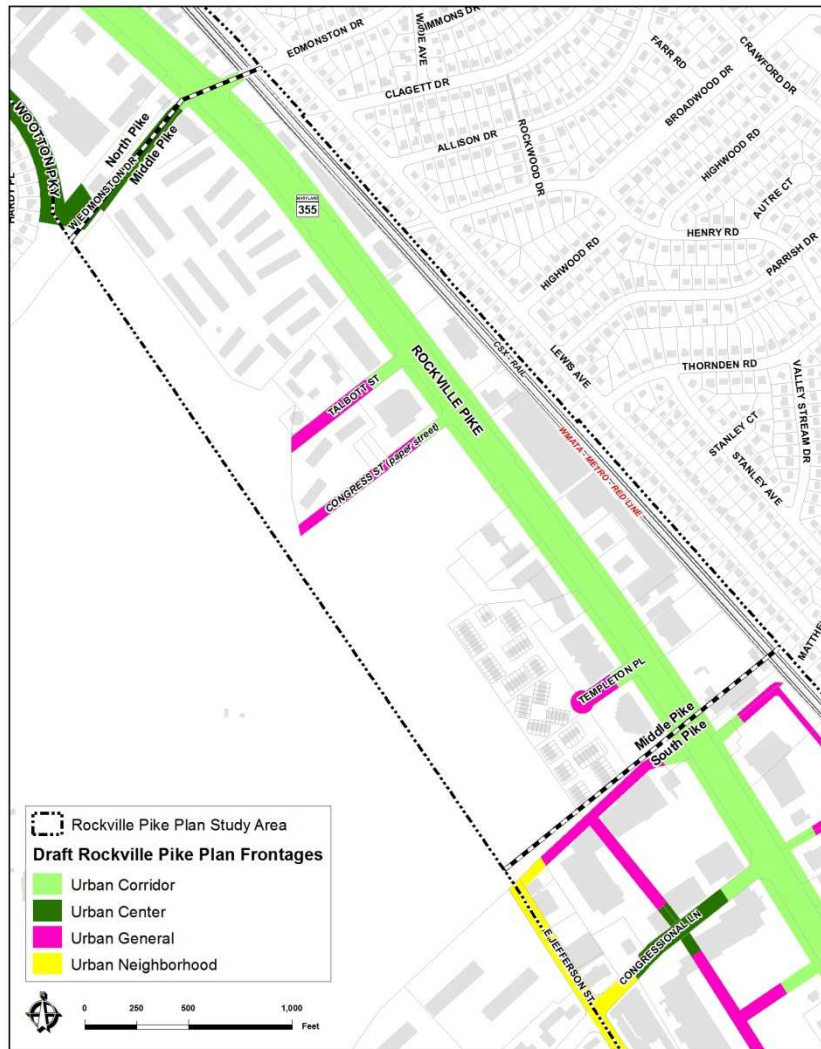 EDMONSTON DR
SIMMONS DR
CLAGETT DR
FARR RD
CRAWFORD DR
BROADWOOD DR
ALLISON DR
ROCKWOOD DR
HIGHWOOD RD
AUTRE CT
WOOTTON PKY
North Pike
W EDMONSTON DR
Middle Pike
MARYLAND
355
HENRY RD
PARRISH DR
HIGHWOOD RD
LEWIS AVE
CSX - RAIL
THORNDEN RD
VALLEY STREAM DR
ROCKVILLE PIKE
TALBOTT ST
STANLEY CT
STANLEY AVE
CONGRESS ST (paper street)
WMATA - METRO - RED LINE
TEMPLETON PL
Middle Pike
South Pike
CONGRESSIONAL LN
E JEFFERSON ST
Rockville Pike Plan Study Area
Draft Rockville Pike Plan Frontages
Urban Corridor
Urban Center
Urban General
Urban Neighborhood
0 250 500 1,000
Feet